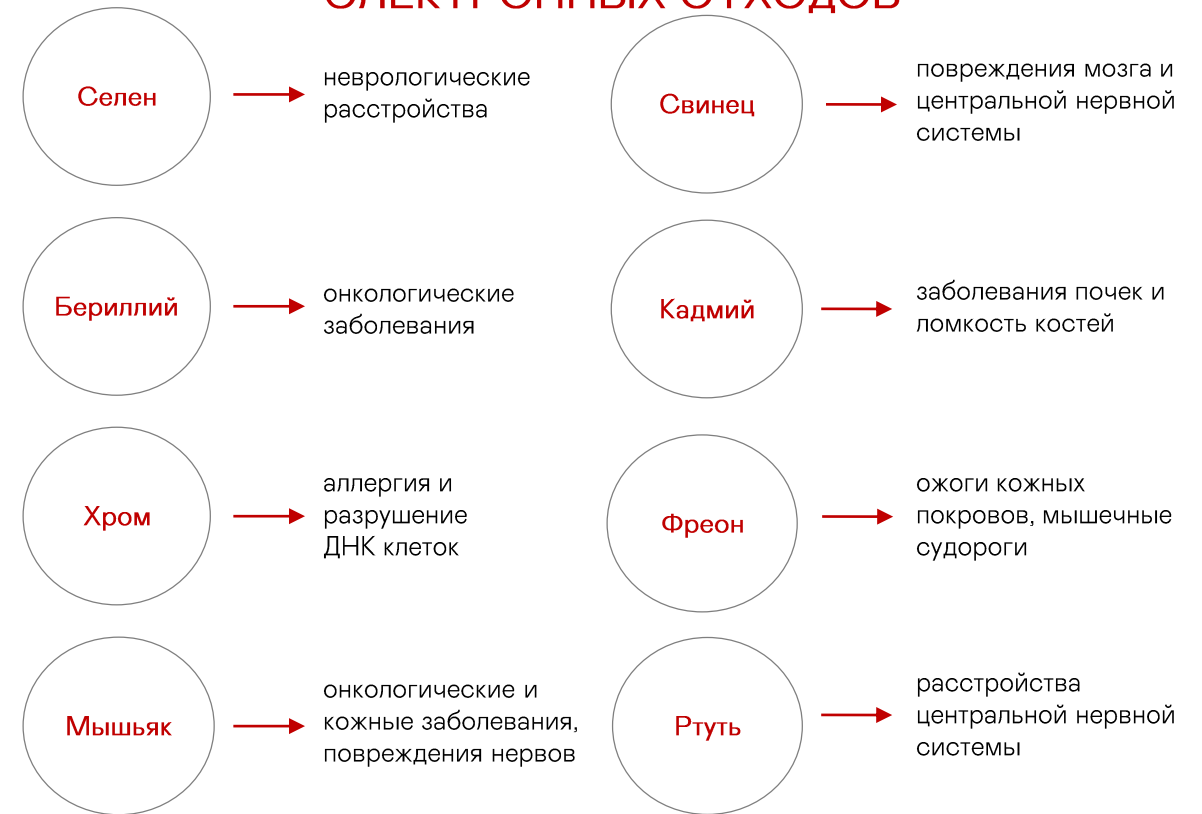 ЭЛЕКТРОННЫХ ОТХОДОВ
Селен
неврологические
расстройства
Свинец
повреждения мозга и
центральной нервной
системы
Бериллий
онкологические
заболевания
Кадмий
заболевания почек и
ломкость костей
Хром
аллергия и
разрушение
ДНК клеток
Фреон
ожоги кожных
покровов, мышечные
судороги
Мышьяк
онкологические и
кожные заболевания,
повреждения нервов
Ртуть
расстройства
центральной нервной
системы